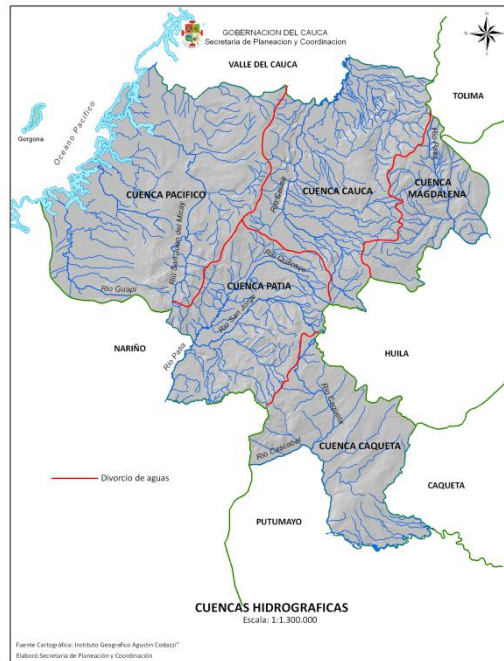 GOBERNACION DEL CAUCA
Secretaria de Planeacion y Coordinacion
VALLE DEL CAUCA
TOLIMA
Gorgona
Oceano Pacifico
Rio Paez
CUENCA PACIFICO
Rio Cauca
CUENCA CAUCA
CUENCA
MAGDALENA
Rio San Juan del Micay
Rio Quilcace
Rio Guapi
CUENCA PATIA
Rio San Jorge
NARIÑO
Rio Patia
HUILA
Rio Caqueta
CUENCA CAQUETA
Rio Cascabel
Divorcio de aguas
CAQUETA
PUTUMAYO
CUENCAS HIDROGRAFICAS
Escala: 1:1.300.000
Fuente Cartográfica: Instituto Geografico Agustin Codazzi"
Elaboró:Secretaria de Planeación y Coordinación